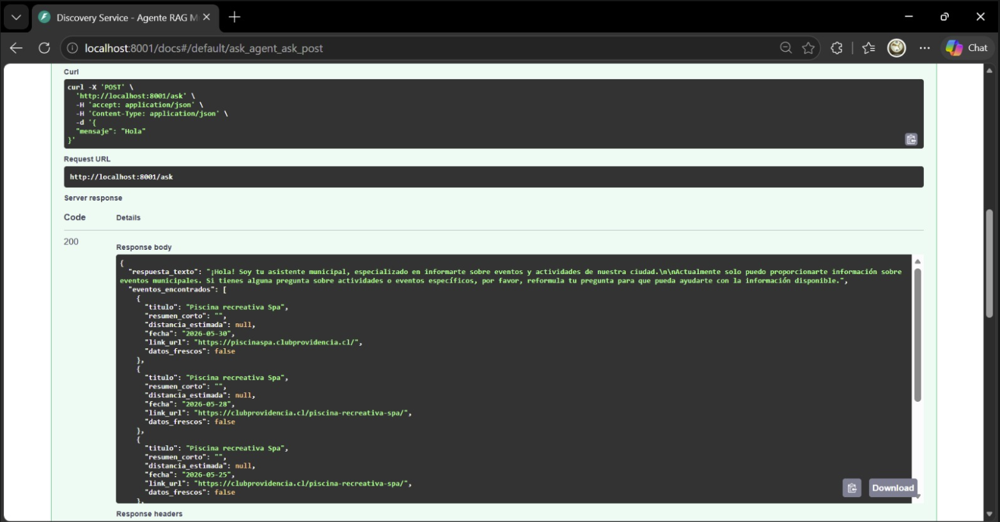 Discovery Service - Agente RAG M
localhost:8001/docs#/default/ask_agent_ask_post
Chat
Curl
curl -X 'POST' \
  'http://localhost:8001/ask' \
  -H 'accept: application/json' \
  -H 'Content-Type: application/json' \
  -d '{
  "mensaje": "Hola"
}'
Request URL
http://localhost:8001/ask
Server response
Code Details
200
Response body
{
  "respuesta_texto": "¡Hola! Soy tu asistente municipal, especializado en informarte sobre eventos y actividades de nuestra ciudad.\n\nActualmente solo puedo proporcionarte información sobre
eventos municipales. Si tienes alguna pregunta sobre actividades o eventos específicos, por favor, reformula tu pregunta para que pueda ayudarte con la información disponible.",
  "eventos_encontrados": [
    {
      "titulo": "Piscina recreativa Spa",
      "resumen_corto": "",
      "distancia_estimada": null,
      "fecha": "2026-05-30",
      "link_url": "https://piscinaspa.clubprovidencia.cl/",
      "datos_frescos": false
    },
    {
      "titulo": "Piscina recreativa Spa",
      "resumen_corto": "",
      "distancia_estimada": null,
      "fecha": "2026-05-28",
      "link_url": "https://clubprovidencia.cl/piscina-recreativa-spa/",
      "datos_frescos": false
    },
    {
      "titulo": "Piscina recreativa Spa",
      "resumen_corto": "",
      "distancia_estimada": null,
      "fecha": "2026-05-25",
      "link_url": "https://clubprovidencia.cl/piscina-recreativa-spa/",
      "datos_frescos": false
    },
Download
Response headers